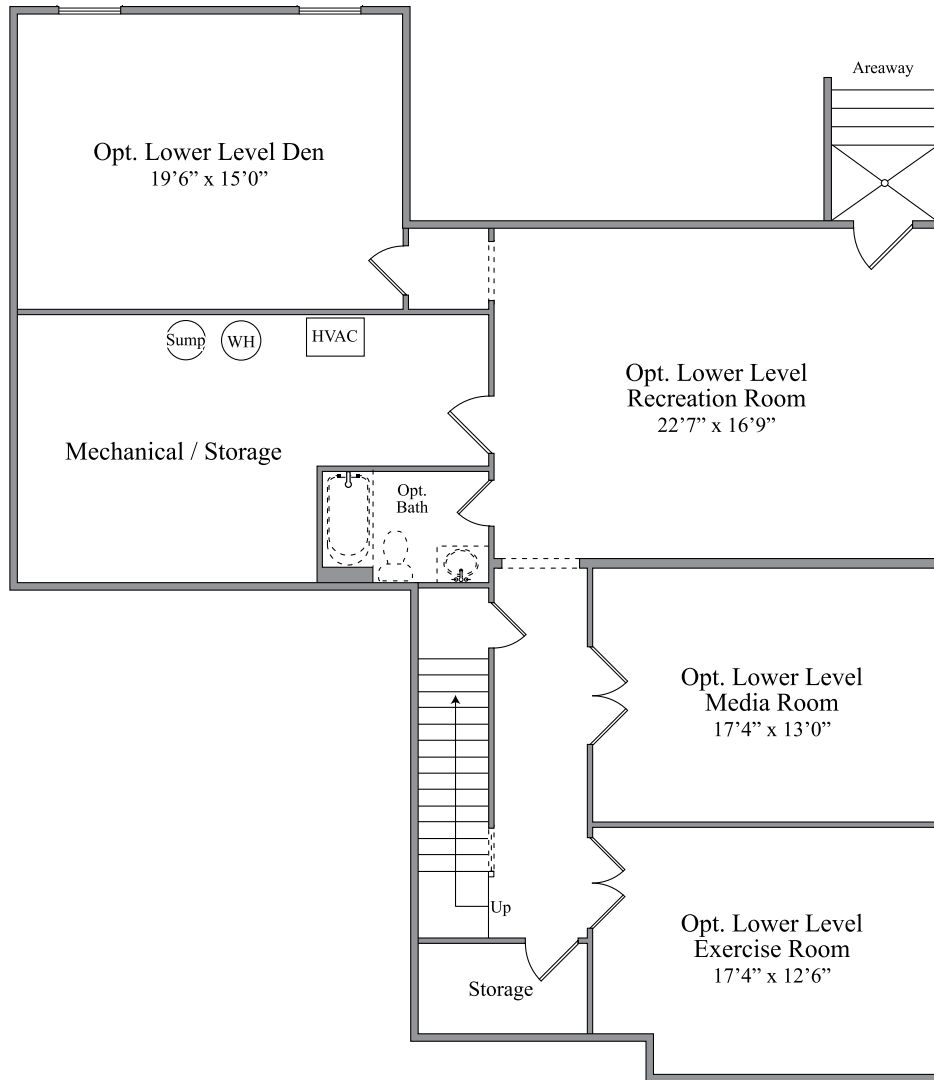 Areaway
Opt. Lower Level Den
19’6” x 15’0”
Sump
WH
HVAC
Opt. Lower Level
Recreation Room
22’7” x 16’9”
Mechanical / Storage
Opt.
Bath
Opt. Lower Level
Media Room
17’4” x 13’0”
Up
Opt. Lower Level
Exercise Room
17’4” x 12’6”
Storage